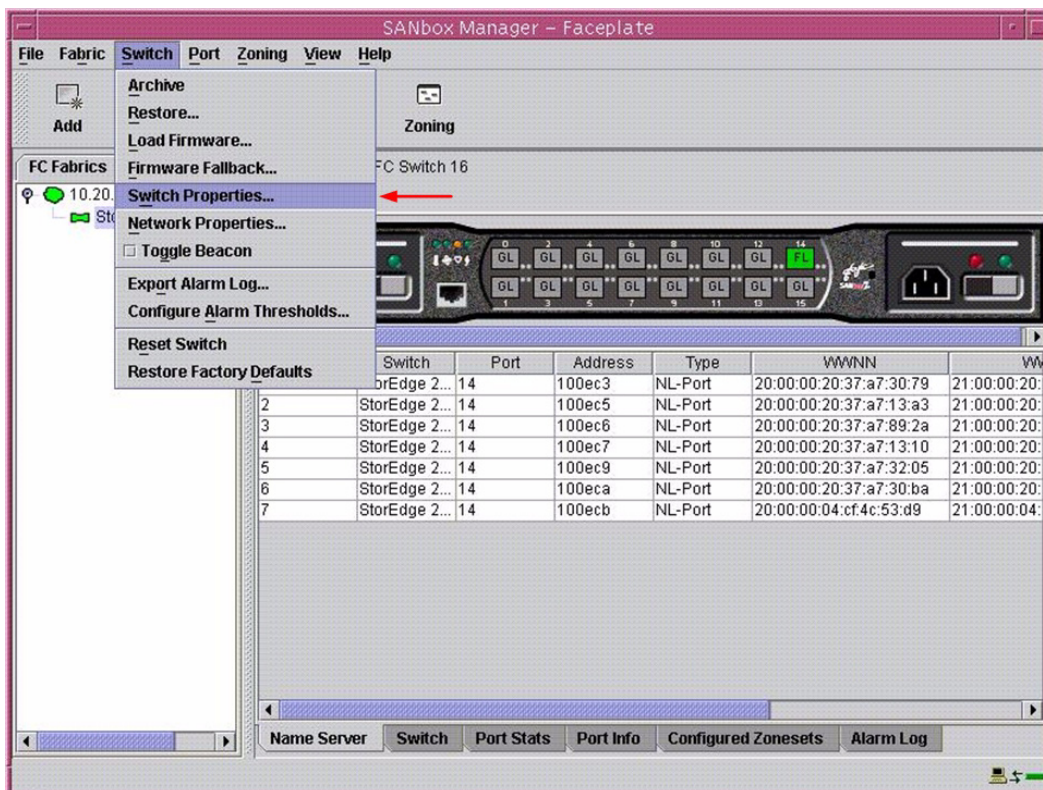 SANbox Manager – Faceplate
File Fabric Switch Port Zoning View Help
Archive
Restore...
Load Firmware...
Firmware Fallback...
Switch Properties...
Network Properties...
Toggle Beacon
Export Alarm Log...
Configure Alarm Thresholds...
Reset Switch
Restore Factory Defaults
Add Zoning
FC Fabrics FC Switch 16
10.20.
Sto
0 2 4 6 8 10 12 14
GL GL GL GL GL GL GL FL
GL GL GL GL GL GL GL GL
1 3 5 7 9 11 13 15
Switch Port Address Type WWNN WW
orEdge 2... 14 100ec3 NL-Port 20:00:00:20:37:a7:30:79 21:00:00:20:
2 StorEdge 2... 14 100ec5 NL-Port 20:00:00:20:37:a7:13:a3 21:00:00:20:
3 StorEdge 2... 14 100ec6 NL-Port 20:00:00:20:37:a7:89:2a 21:00:00:20:
4 StorEdge 2... 14 100ec7 NL-Port 20:00:00:20:37:a7:13:10 21:00:00:20:
5 StorEdge 2... 14 100ec9 NL-Port 20:00:00:20:37:a7:32:05 21:00:00:20:
6 StorEdge 2... 14 100eca NL-Port 20:00:00:20:37:a7:30:ba 21:00:00:20:
7 StorEdge 2... 14 100ecb NL-Port 20:00:00:04:cf:4c:53:d9 21:00:00:04:
Name Server Switch Port Stats Port Info Configured Zonesets Alarm Log